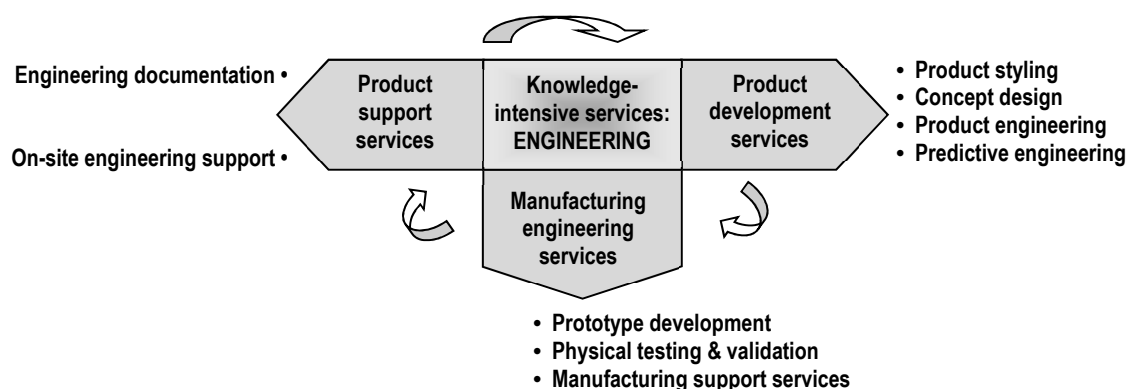 Engineering documentation •
On-site engineering support •
Product
support
services
Knowledge-
intensive services:
ENGINEERING
Product
development
services
• Product styling
• Concept design
• Product engineering
• Predictive engineering
Manufacturing
engineering
services
• Prototype development
• Physical testing & validation
• Manufacturing support services